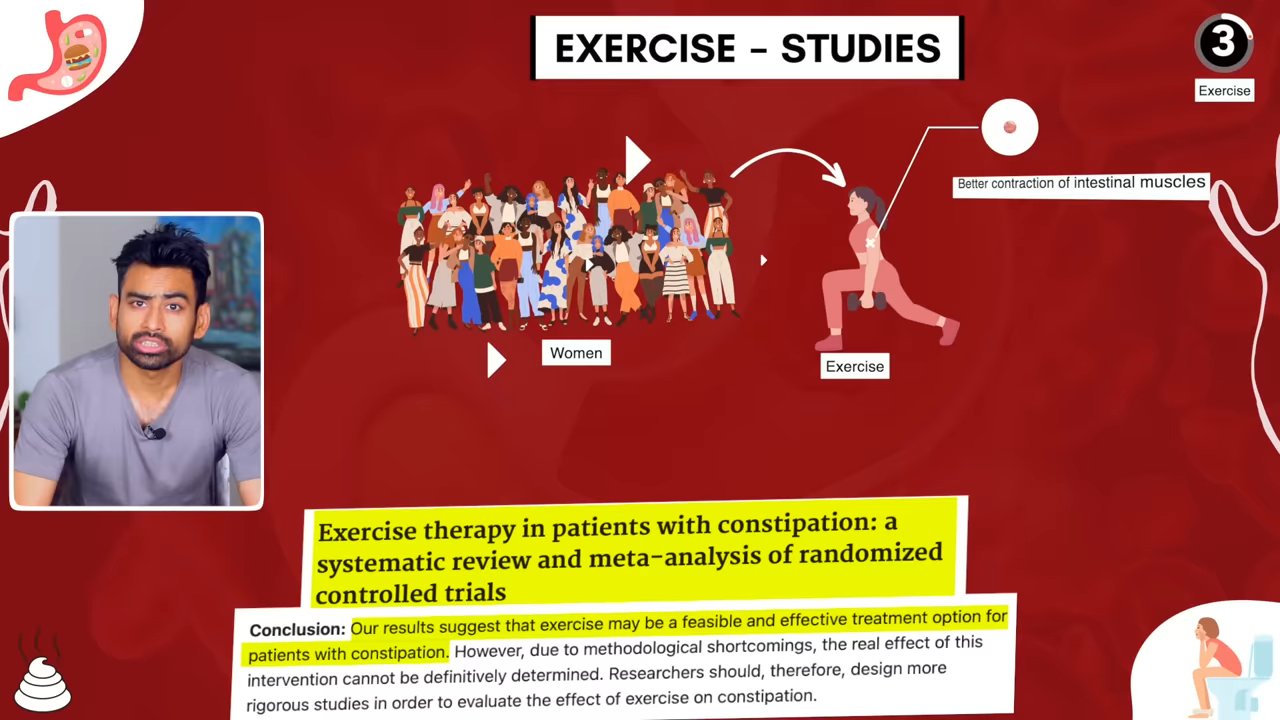 EXERCISE – STUDIES
3
Exercise
Better contraction of intestinal muscles
Women
Exercise
Exercise therapy in patients with constipation: a
systematic review and meta-analysis of randomized
controlled trials
Conclusion: Our results suggest that exercise may be a feasible and effective treatment option for
patients with constipation. However, due to methodological shortcomings, the real effect of this
intervention cannot be definitively determined. Researchers should, therefore, design more
rigorous studies in order to evaluate the effect of exercise on constipation.